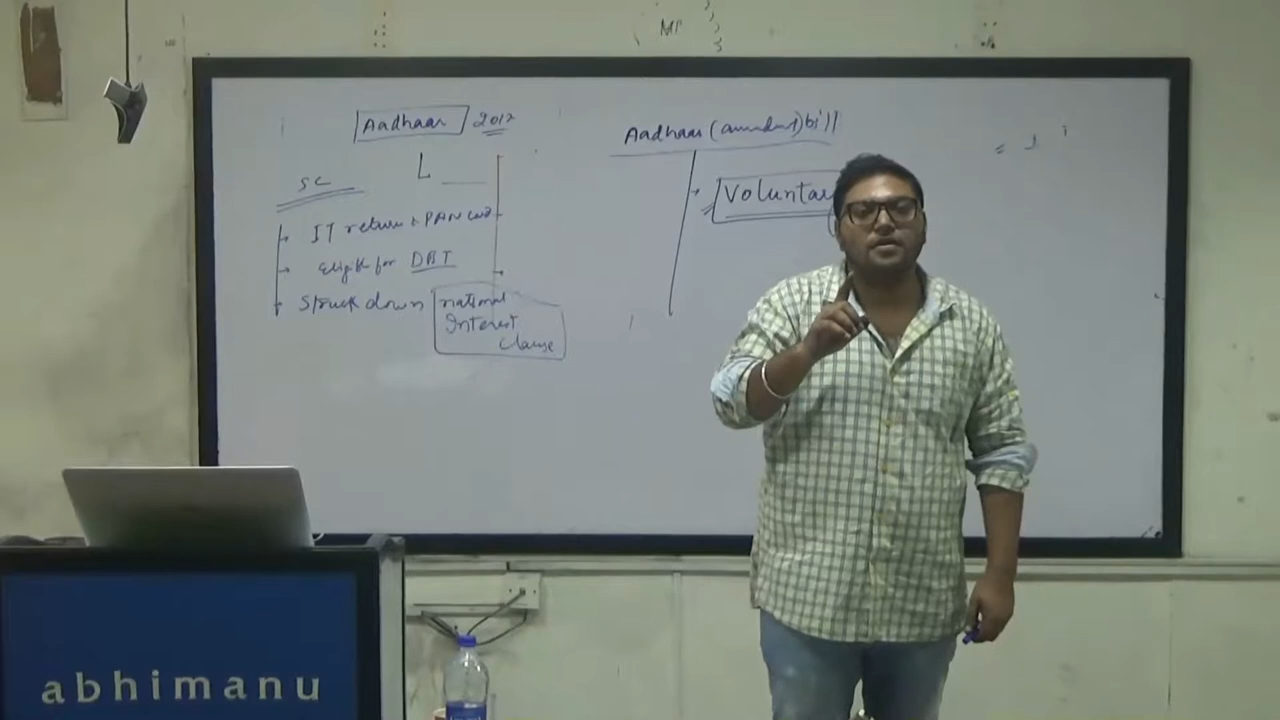 MP
Aadhaar 2017
SC
IT return + PAN
Eligible for DBT
Struck down national
Interest
Clause
Aadhaar (amendment) bill
Voluntar
abhimanu